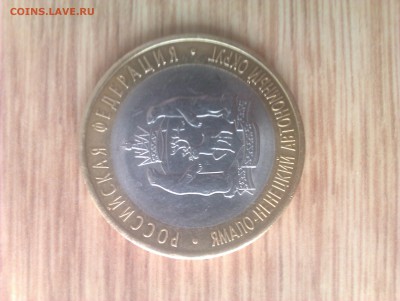 COINS.LAVE.RU
РОССИЙСКАЯ ФЕДЕРАЦИЯ
ЯМАЛО-НЕНЕЦКИЙ АВТОНОМНЫЙ ОКРУГ